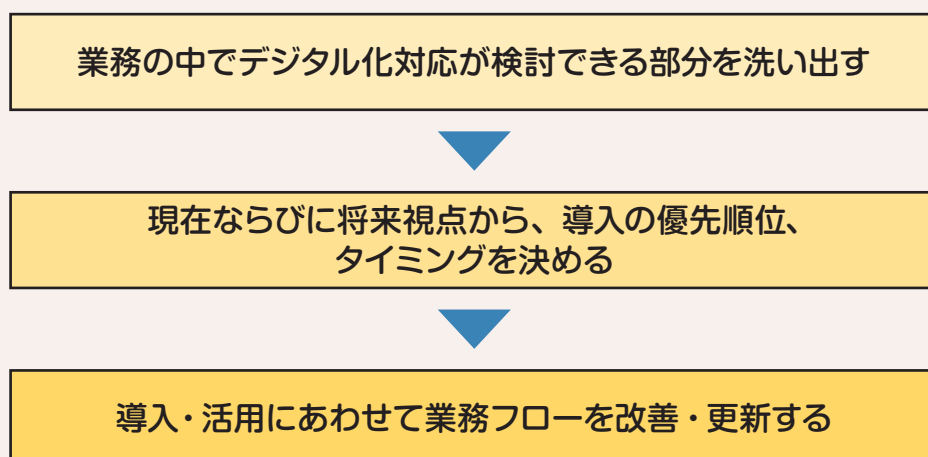 業務の中でデジタル化対応が検討できる部分を洗い出す
現在ならびに将来視点から、導入の優先順位、
タイミングを決める
導入・活用にあわせて業務フローを改善・更新する